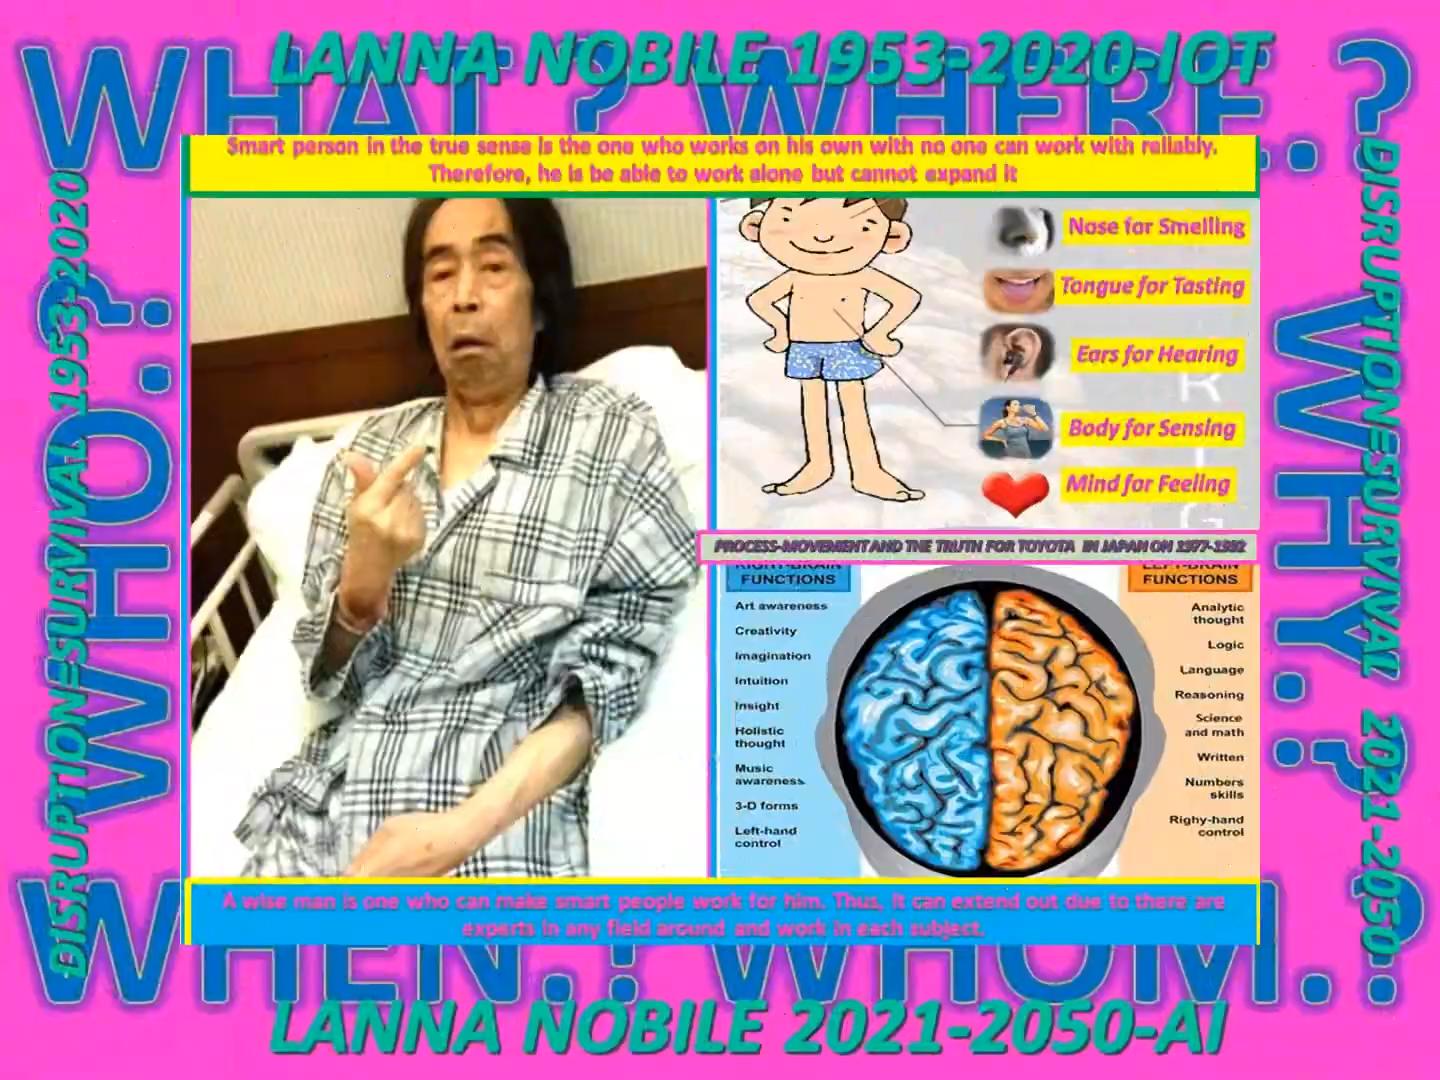 LANNA NOBILE 1953-2020-IOT
WHAT ? WHERE.. ?
Smart person in the true sense is the one who works on his own with no one can work with reliably.
Therefore, he is be able to work alone but cannot expand it
DISRUPTIONESURVIVAL 1953-2020
WHO..?
Nose for Smelling
Tongue for Tasting
Ears for Hearing
Body for Sensing
Mind for Feeling
PROCESS-MOVEMENT AND THE TRUTH FOR TOYOTA IN JAPAN ON 1977-1982
RIGHT-BRAIN
FUNCTIONS
Art awareness
Creativity
Imagination
Intuition
Insight
Holistic
thought
Music
awareness
3-D forms
Left-hand
control
LEFT-BRAIN
FUNCTIONS
Analytic
thought
Logic
Language
Reasoning
Science
and math
Written
Numbers
skills
Righy-hand
control
WHY..?
DISRUPTIONESURVIVAL 2021-2050
A wise man is one who can make smart people work for him. Thus, it can extend out due to there are
experts in any field around and work in each subject.
WHEN.? WHOM..?
LANNA NOBILE 2021-2050-AI